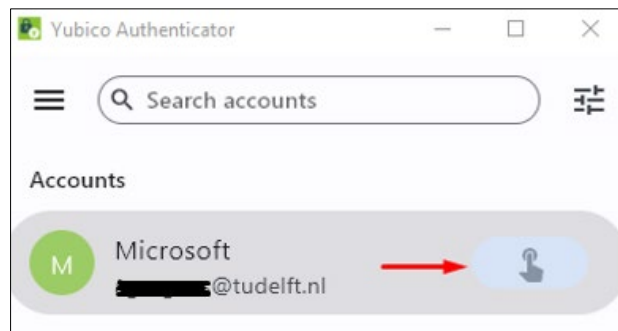 Yubico Authenticator
Search accounts
Accounts
M
Microsoft
@tudelft.nl